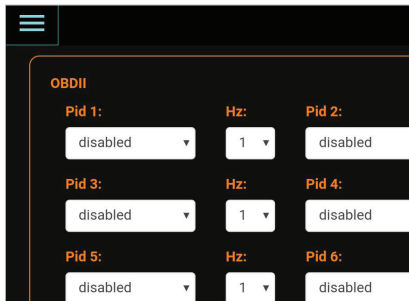 OBDII
Pid 1: Hz: Pid 2:
disabled 1 disabled
Pid 3: Hz: Pid 4:
disabled 1 disabled
Pid 5: Hz: Pid 6:
disabled 1 disabled